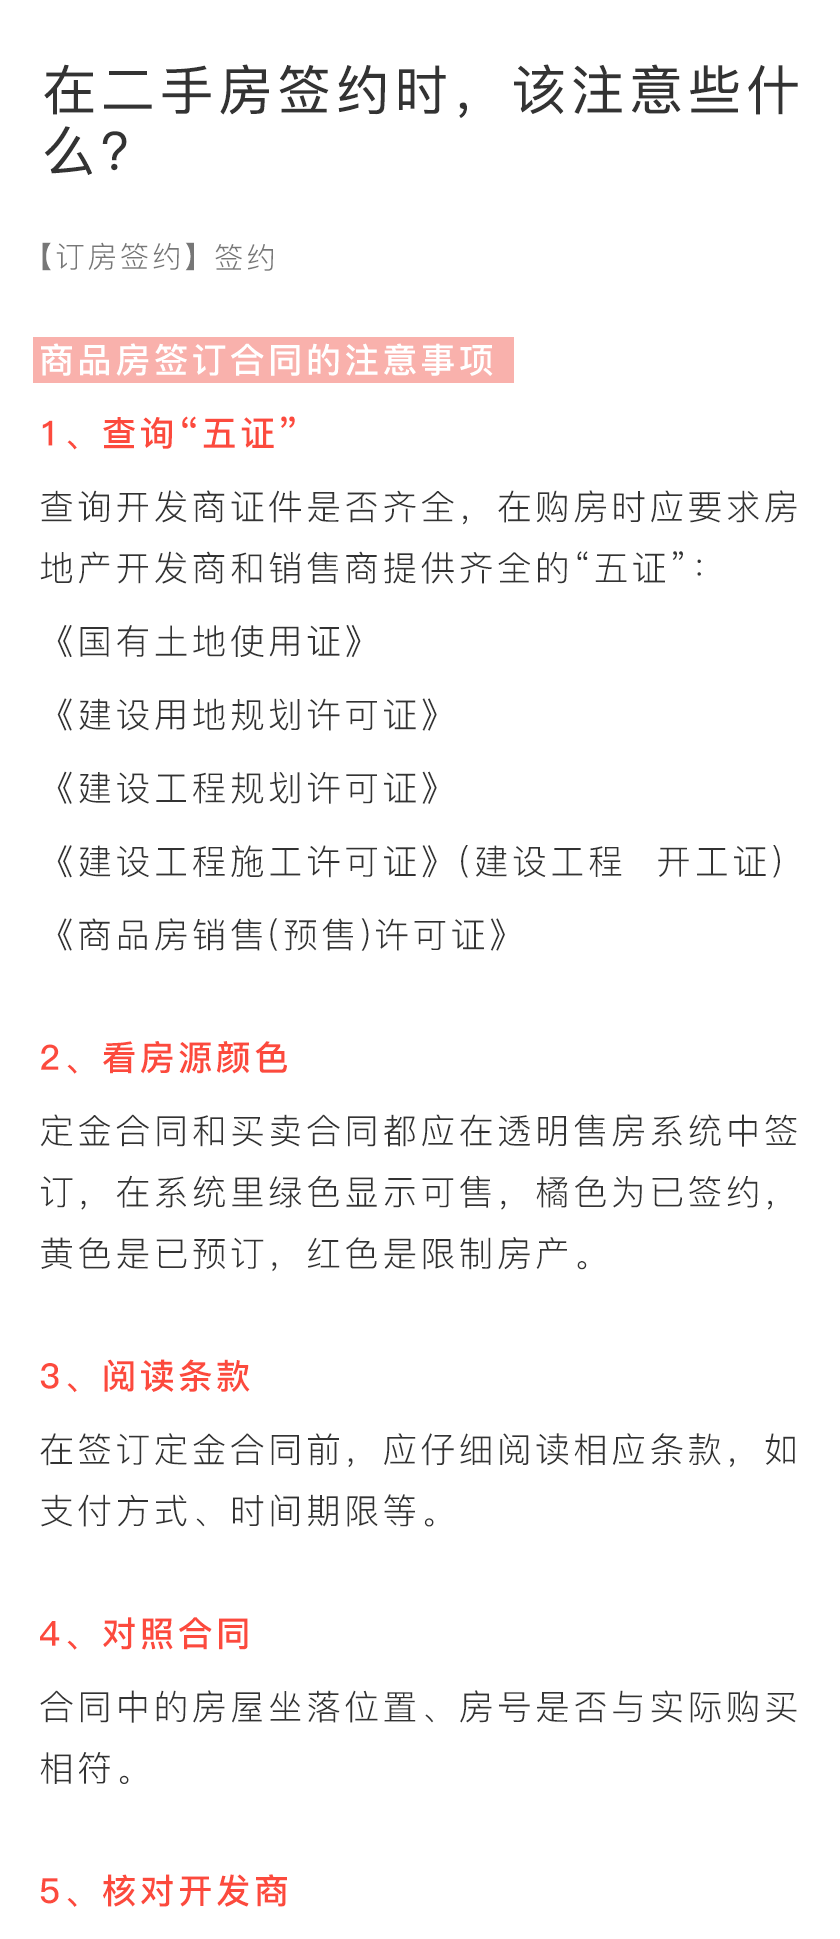 在二手房签约时，该注意些什
么？
【订房签约】签约
商品房签订合同的注意事项
1、查询“五证”
查询开发商证件是否齐全，在购房时应要求房
地产开发商和销售商提供齐全的“五证”：
《国有土地使用证》
《建设用地规划许可证》
《建设工程规划许可证》
《建设工程施工许可证》(建设工程 开工证)
《商品房销售(预售)许可证》
2、看房源颜色
定金合同和买卖合同都应在透明售房系统中签
订，在系统里绿色显示可售，橘色为已签约，
黄色是已预订，红色是限制房产。
3、阅读条款
在签订定金合同前，应仔细阅读相应条款，如
支付方式、时间期限等。
4、对照合同
合同中的房屋坐落位置、房号是否与实际购买
相符。
5、核对开发商